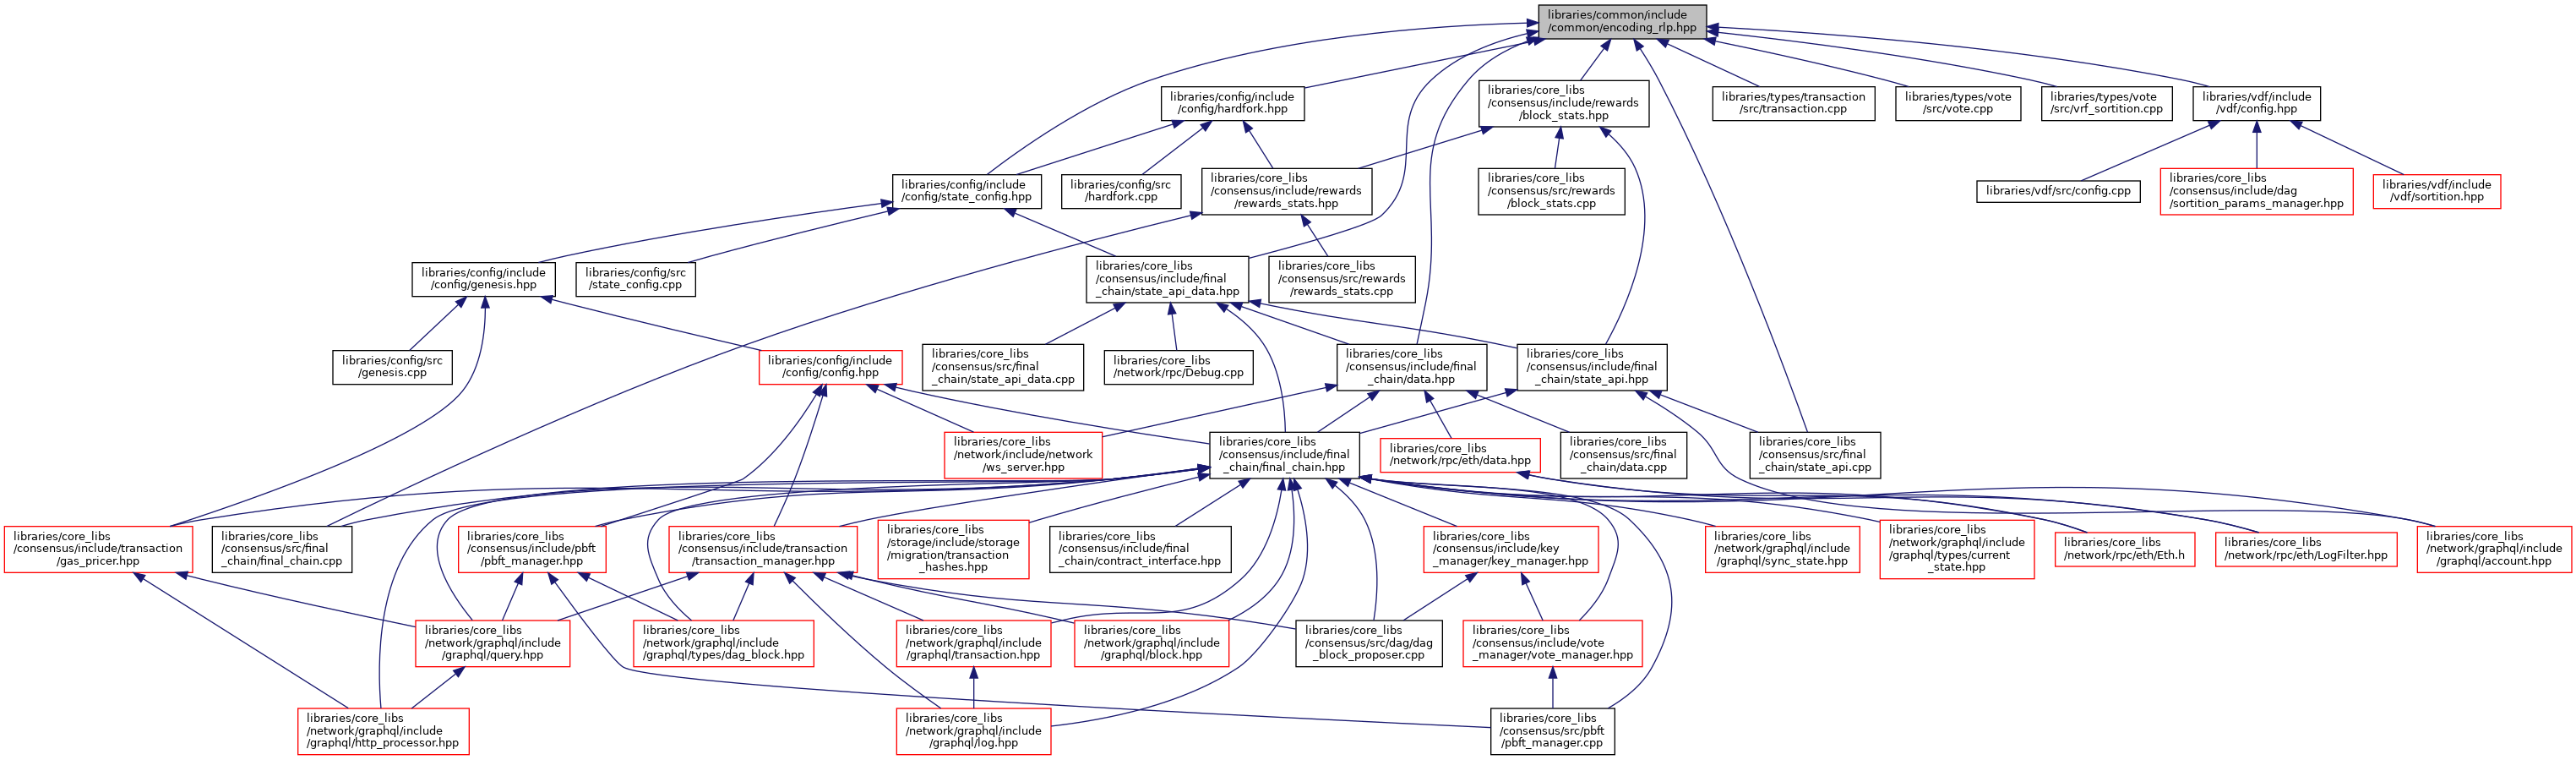 libraries/common/include
/common/encoding_rlp.hpp
libraries/config/include
/config/hardfork.hpp
libraries/core_libs
/consensus/include/rewards
/block_stats.hpp
libraries/types/transaction
/src/transaction.cpp
libraries/types/vote
/src/vote.cpp
libraries/types/vote
/src/vrf_sortition.cpp
libraries/vdf/include
/vdf/config.hpp
libraries/config/include
/config/state_config.hpp
libraries/config/src
/hardfork.cpp
libraries/core_libs
/consensus/include/rewards
/rewards_stats.hpp
libraries/core_libs
/consensus/src/rewards
/block_stats.cpp
libraries/vdf/src/config.cpp
libraries/core_libs
/consensus/include/dag
/sortition_params_manager.hpp
libraries/vdf/include
/vdf/sortition.hpp
libraries/config/include
/config/genesis.hpp
libraries/config/src
/state_config.cpp
libraries/core_libs
/consensus/include/final
_chain/state_api_data.hpp
libraries/core_libs
/consensus/src/rewards
/rewards_stats.cpp
libraries/config/src
/genesis.cpp
libraries/config/include
/config/config.hpp
libraries/core_libs
/consensus/src/final
_chain/state_api_data.cpp
libraries/core_libs
/network/rpc/Debug.cpp
libraries/core_libs
/consensus/include/final
_chain/data.hpp
libraries/core_libs
/consensus/include/final
_chain/state_api.hpp
libraries/core_libs
/network/include/network
/ws_server.hpp
libraries/core_libs
/consensus/include/final
_chain/final_chain.hpp
libraries/core_libs
/network/rpc/eth/data.hpp
libraries/core_libs
/consensus/src/final
_chain/data.cpp
libraries/core_libs
/consensus/src/final
_chain/state_api.cpp
libraries/core_libs
/consensus/include/transaction
/gas_pricer.hpp
libraries/core_libs
/consensus/src/final
_chain/final_chain.cpp
libraries/core_libs
/consensus/include/pbft
/pbft_manager.hpp
libraries/core_libs
/consensus/include/transaction
/transaction_manager.hpp
libraries/core_libs
/storage/include/storage
/migration/transaction
_hashes.hpp
libraries/core_libs
/consensus/include/final
_chain/contract_interface.hpp
libraries/core_libs
/consensus/include/key
_manager/key_manager.hpp
libraries/core_libs
/network/graphql/include
/graphql/sync_state.hpp
libraries/core_libs
/network/graphql/include
/graphql/types/current
_state.hpp
libraries/core_libs
/network/rpc/eth/Eth.h
libraries/core_libs
/network/rpc/eth/LogFilter.hpp
libraries/core_libs
/network/graphql/include
/graphql/account.hpp
libraries/core_libs
/network/graphql/include
/graphql/query.hpp
libraries/core_libs
/network/graphql/include
/graphql/types/dag_block.hpp
libraries/core_libs
/network/graphql/include
/graphql/transaction.hpp
libraries/core_libs
/network/graphql/include
/graphql/block.hpp
libraries/core_libs
/consensus/src/dag/dag
_block_proposer.cpp
libraries/core_libs
/consensus/include/vote
_manager/vote_manager.hpp
libraries/core_libs
/network/graphql/include
/graphql/http_processor.hpp
libraries/core_libs
/network/graphql/include
/graphql/log.hpp
libraries/core_libs
/consensus/src/pbft
/pbft_manager.cpp